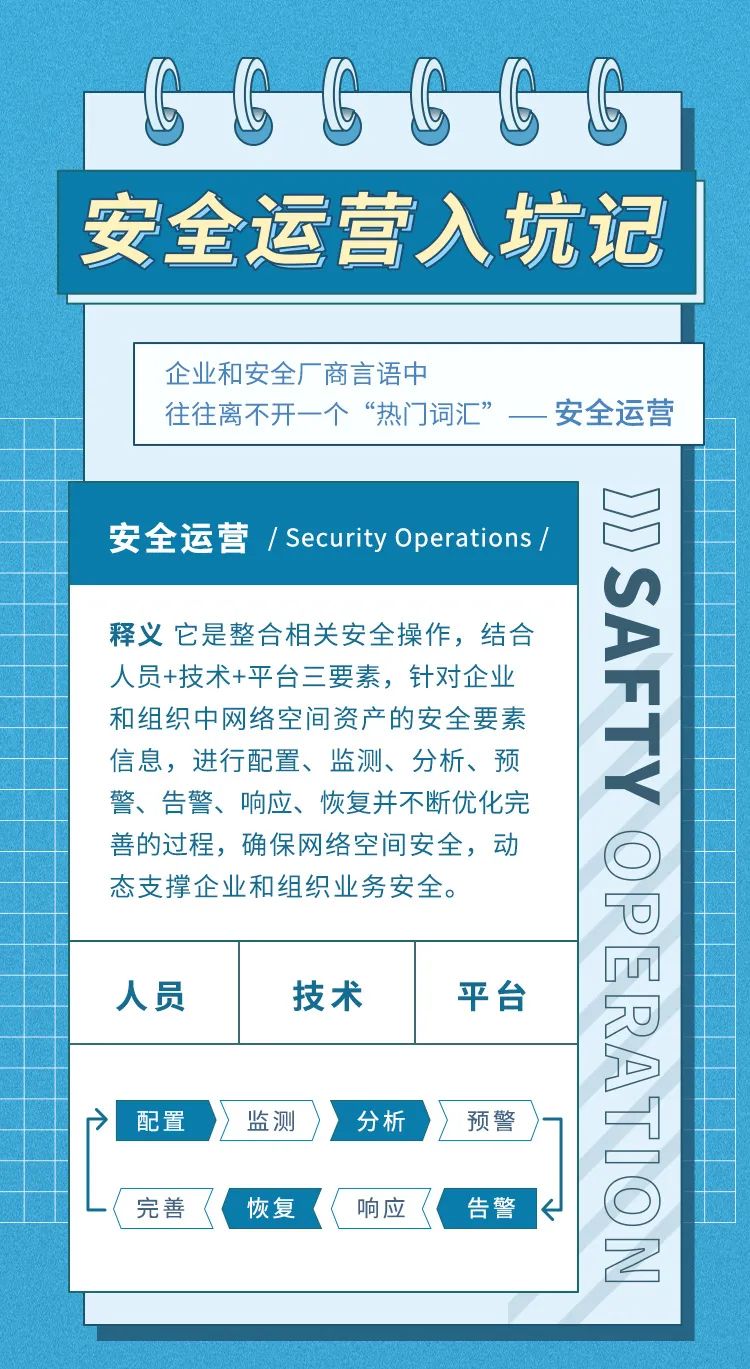 安全运营入坑记
企业和安全厂商言语中
往往离不开一个“热门词汇”——安全运营
安全运营 / Security Operations /
释义 它是整合相关安全操作，结合
人员+技术+平台三要素，针对企业
和组织中网络空间资产的安全要素
信息，进行配置、监测、分析、预
警、告警、响应、恢复并不断优化完
善的过程，确保网络空间安全，动
态支撑企业和组织业务安全。
人员 技术 平台
配置 监测 分析 预警
完善 恢复 响应 告警
SAFTY OPERATION